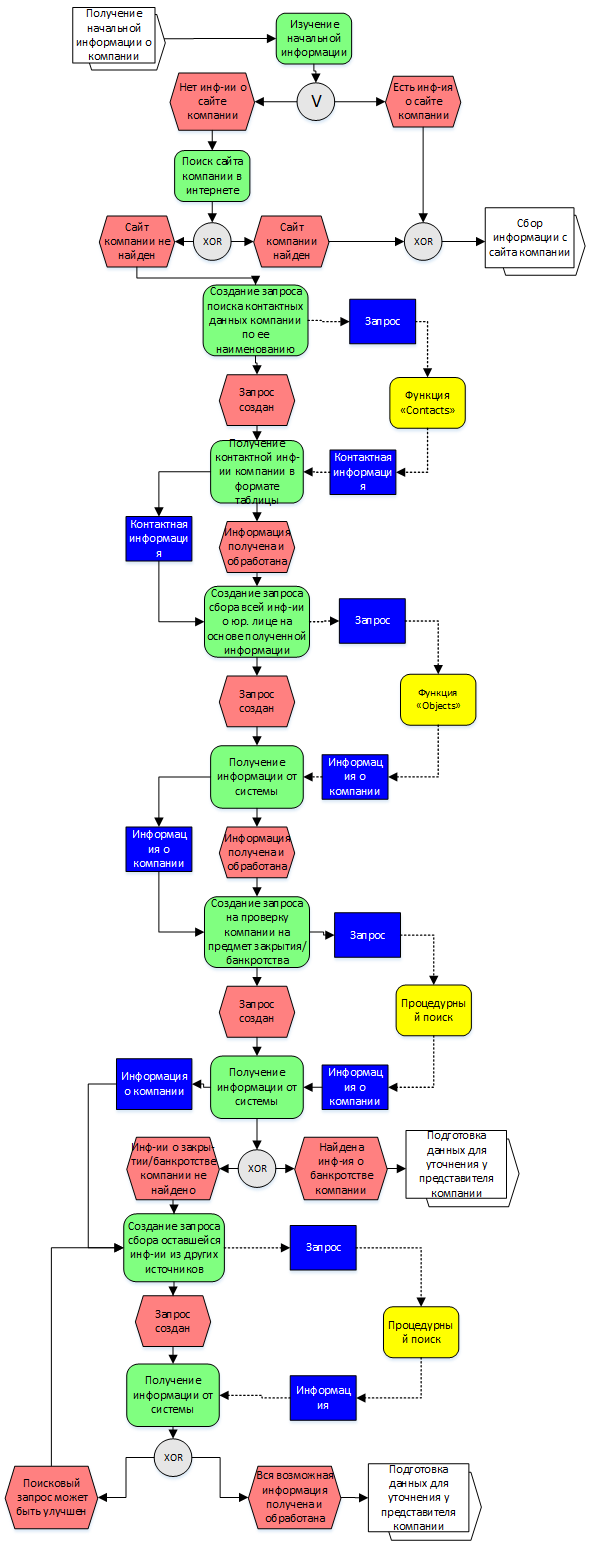 Получение
начальной
информации о
компании
Изучение
начальной
информации
V
Нет инф-ии о
сайте
компании
Есть инф-ия
о сайте
компании
Поиск сайта
компании в
интернете
Сайт
компании не
найден
XOR
Сайт
компании
найден
XOR
Сбор
информации с
сайта компании
Создание запроса
поиска контактных
данных компании
по ее
наименованию
Запрос
Функция
«Contacts»
Запрос
создан
Получение
контактной инф-
ии компании в
формате
таблицы
Контактная
информаци
я
Контактная
информаци
я
Информация
получена и
обработана
Создание запроса
сбора всей инф-ии
о юр. лице на
основе полученной
информации
Запрос
Функция
«Objects»
Запрос
создан
Получение
информации от
системы
Информац
ия о
компании
Информац
ия о
компании
Информация
получена и
обработана
Создание запроса
на проверку
компании на
предмет закрытия/
банкротства
Запрос
Процедурны
й поиск
Запрос
создан
Получение
информации от
системы
Информац
ия о
компании
Информация
о компании
Инф-ии о закры-
тии/банкротстве
компании не
найдено
XOR
Найдена
инф-ия о
банкротстве
компании
Подготовка
данных для
уточнения у
представителя
компании
Создание запроса
сбора оставшейся
инф-ии из других
источников
Запрос
Процедурны
й поиск
Запрос
создан
Получение
информации от
системы
Информац
ия
XOR
Поисковый
запрос может
быть улучшен
Вся возможная
информация
получена и
обработана
Подготовка
данных для
уточнения у
представителя
компании